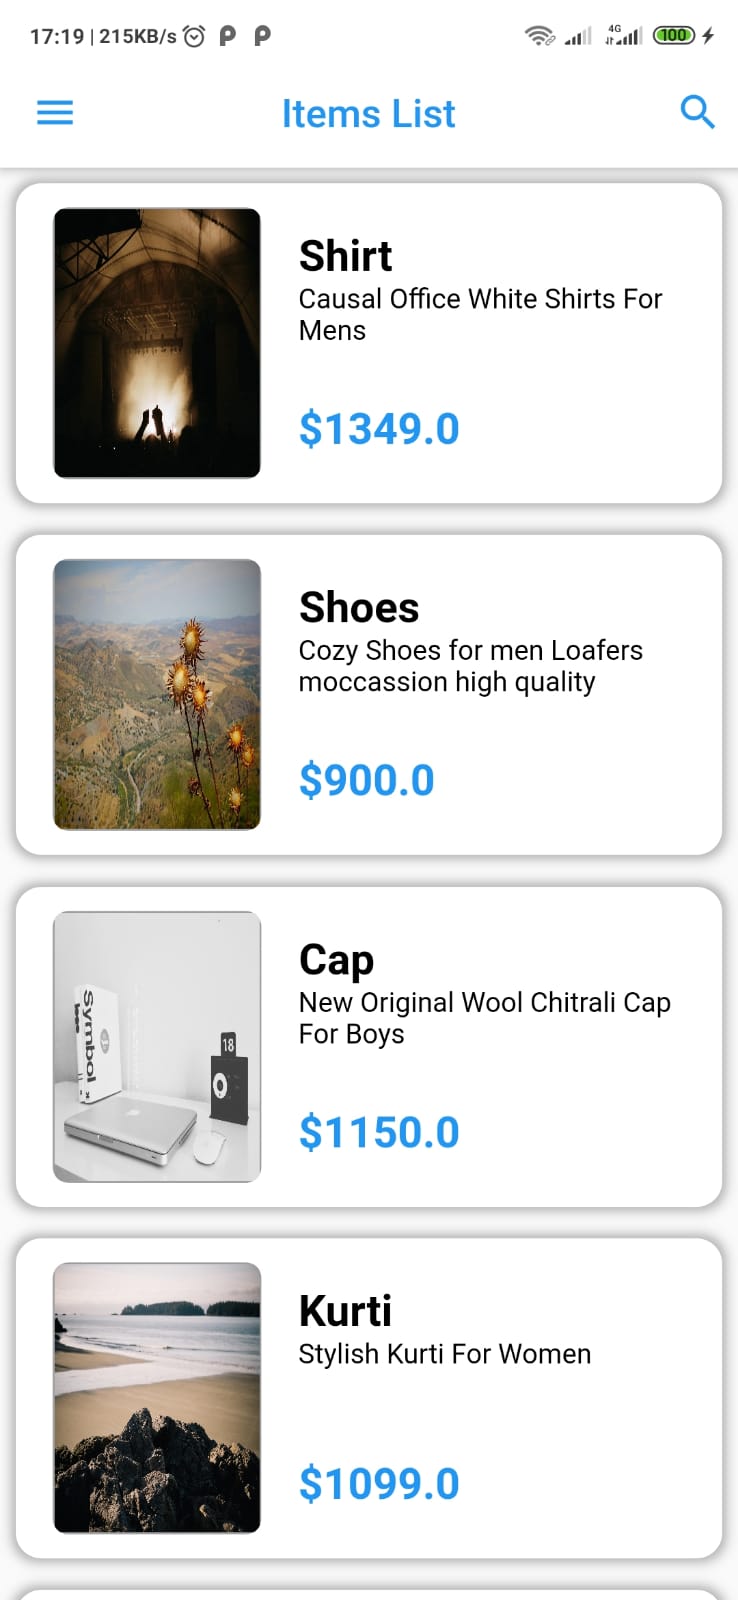 17:19 | 215KB/s
4G
100
Items List
Shirt
Causal Office White Shirts For
Mens
$1349.0
Shoes
Cozy Shoes for men Loafers
moccassion high quality
$900.0
Symbol
logo
18
Cap
New Original Wool Chitrali Cap
For Boys
$1150.0
Kurti
Stylish Kurti For Women
$1099.0